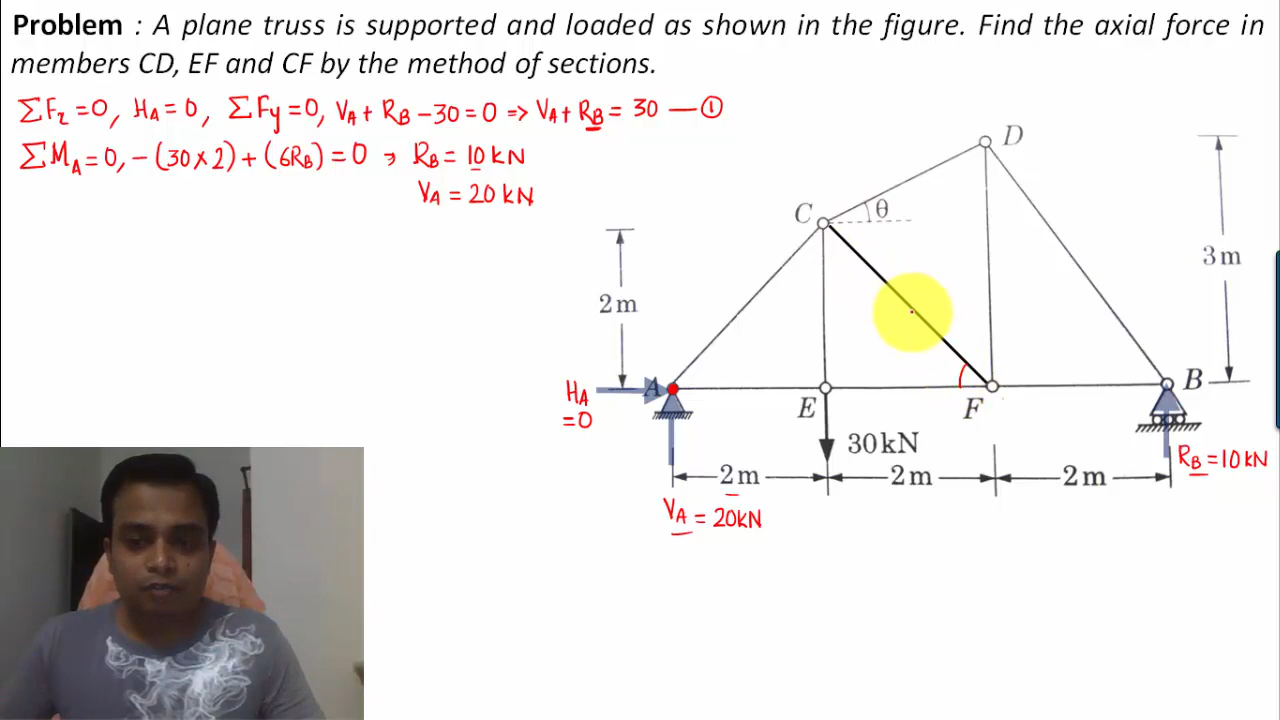 Problem : A plane truss is supported and loaded as shown in the figure. Find the axial force in
members CD, EF and CF by the method of sections.
ΣFx = 0, HA = 0, ΣFy = 0, VA + RB - 30 = 0 ⇒ VA + RB = 30 — ①
ΣMA = 0, - (30 × 2) + (6RB) = 0 ⇒ RB = 10 kN
VA = 20 kN
D
C
θ
3 m
2 m
HA
= 0
A
E
F
B
30 kN
RB = 10 kN
2 m
2 m
2 m
VA = 20 kN